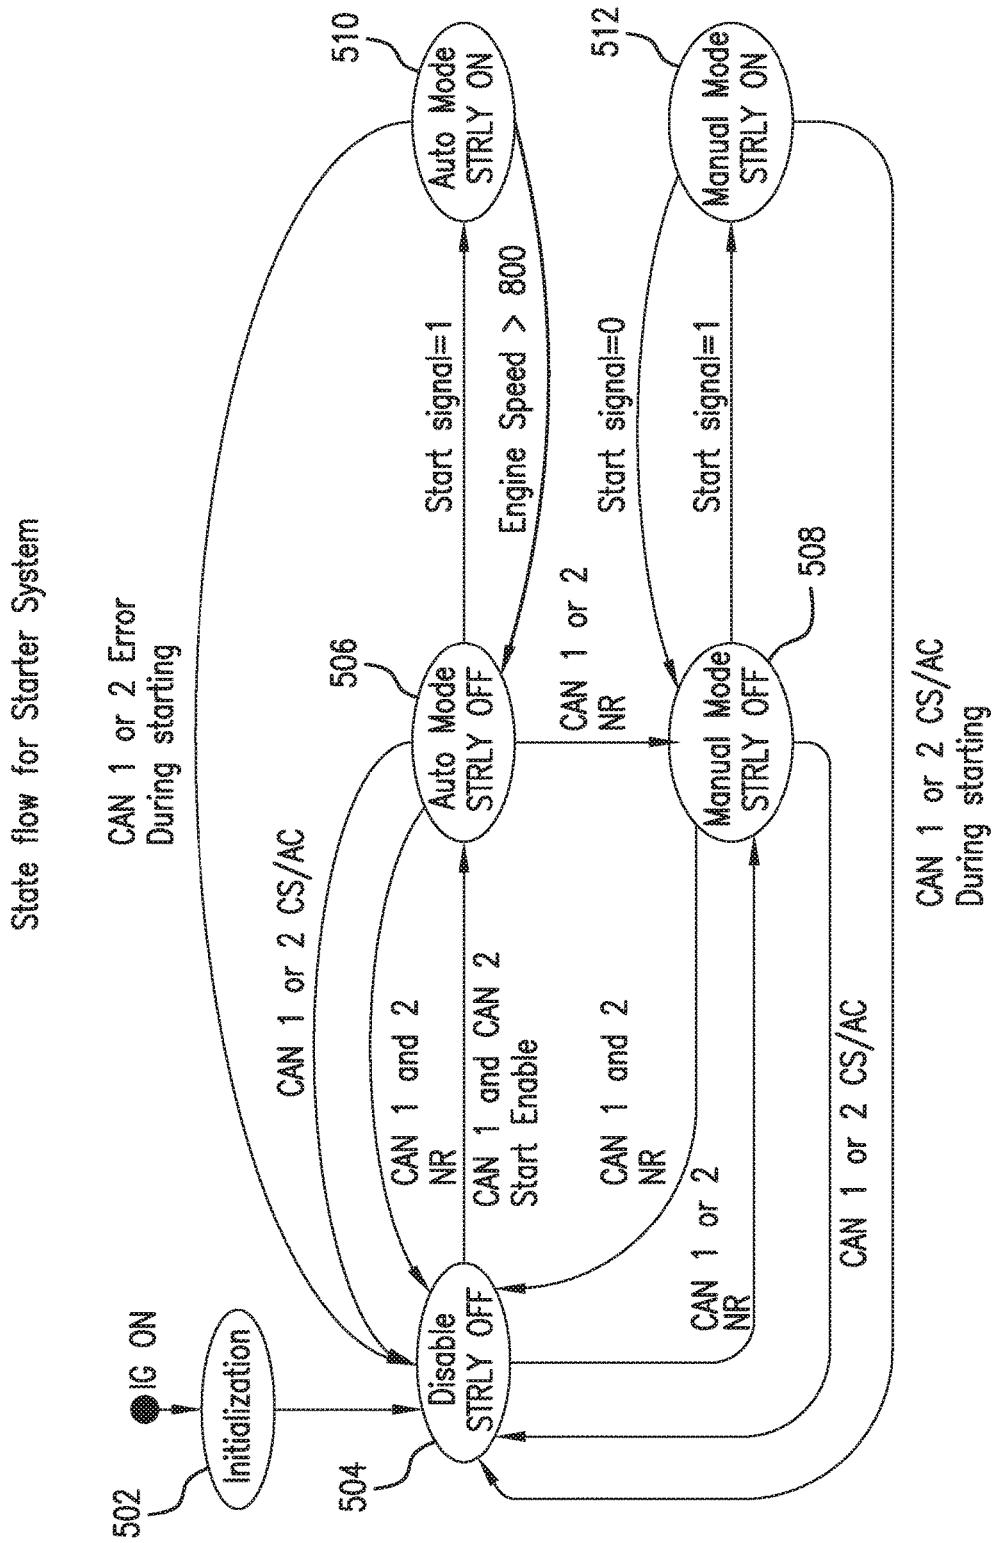 State flow for Starter System
IG ON
502
Initialization
504
Disable
STRLY OFF
CAN 1 or 2 Error
During starting
CAN 1 or 2 CS/AC
CAN 1 and 2
NR
CAN 1 and CAN 2
Start Enable
506
Auto Mode
STRLY OFF
Start signal=1
Engine Speed > 800
510
Auto Mode
STRLY ON
CAN 1 or 2
NR
CAN 1 and 2
NR
CAN 1 or 2
NR
508
Manual Mode
STRLY OFF
Start signal=0
Start signal=1
512
Manual Mode
STRLY ON
CAN 1 or 2 CS/AC
CAN 1 or 2 CS/AC
During starting